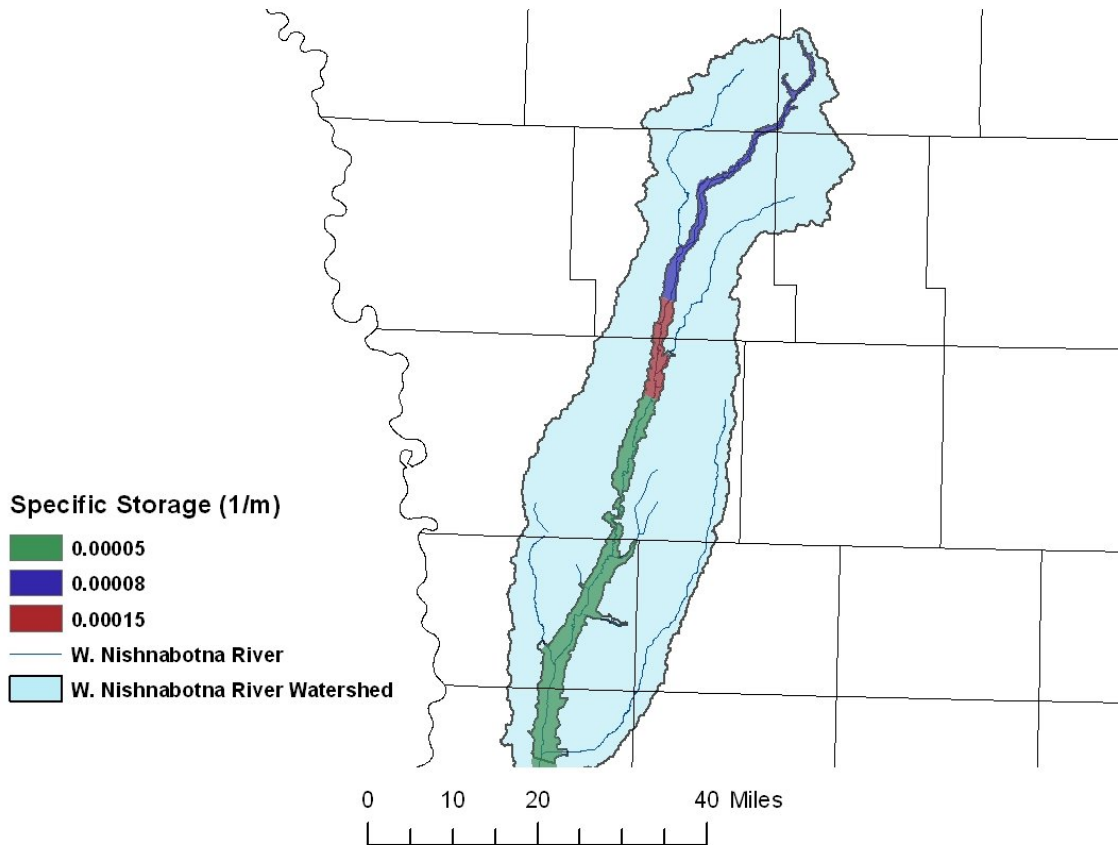 Specific Storage (1/m)
0.00005
0.00008
0.00015
W. Nishnabotna River
W. Nishnabotna River Watershed
0 10 20 40 Miles